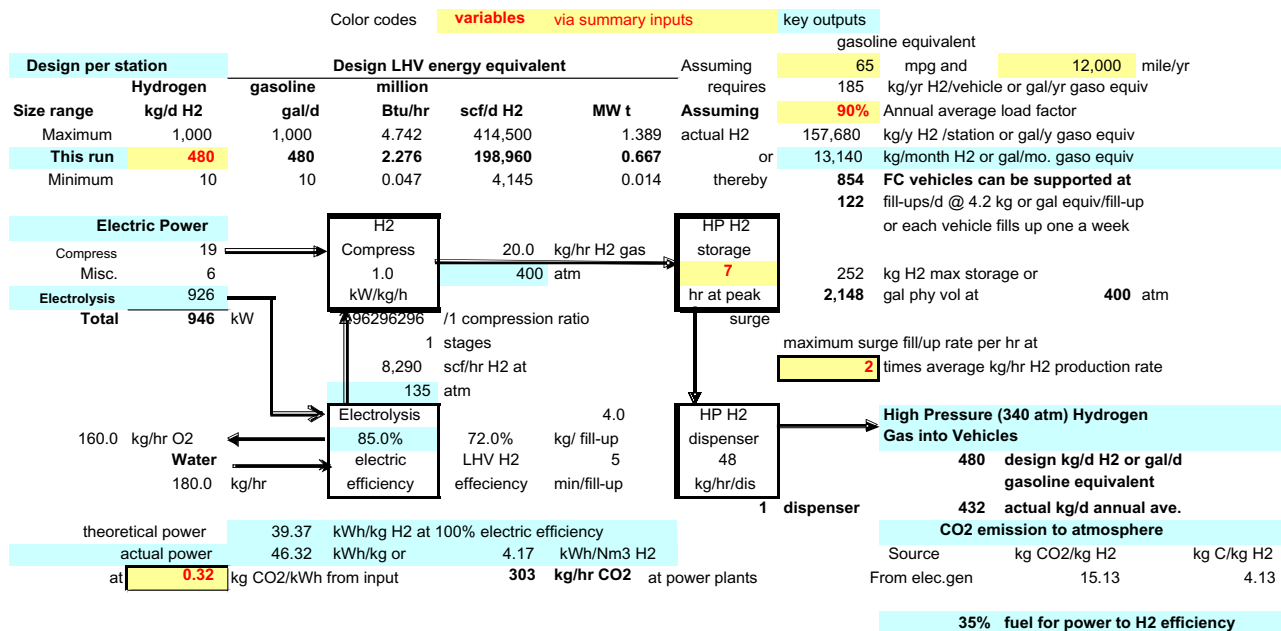 Color codes variables via summary inputs key outputs
gasoline equivalent
Design per station Design LHV energy equivalent Assuming 65 mpg and 12,000 mile/yr
Hydrogen gasoline million requires 185 kg/yr H2/vehicle or gal/yr gaso equiv
Size range kg/d H2 gal/d Btu/hr scf/d H2 MW t Assuming 90% Annual average load factor
Maximum 1,000 1,000 4.742 414,500 1.389 actual H2 157,680 kg/y H2 /station or gal/y gaso equiv
This run 480 480 2.276 198,960 0.667 or 13,140 kg/month H2 or gal/mo. gaso equiv
Minimum 10 10 0.047 4,145 0.014 thereby 854 FC vehicles can be supported at
122 fill-ups/d @ 4.2 kg or gal equiv/fill-up
Electric Power H2 HP H2 or each vehicle fills up one a week
Compress 19 Compress 20.0 kg/hr H2 gas storage
Misc. 6 1.0 400 atm 7 252 kg H2 max storage or
Electrolysis 926 kW/kg/h hr at peak 2,148 gal phy vol at 400 atm
Total 946 kW 96296296 /1 compression ratio surge
1 stages maximum surge fill/up rate per hr at
8,290 scf/hr H2 at 2 times average kg/hr H2 production rate
135 atm
Electrolysis 4.0 HP H2 High Pressure (340 atm) Hydrogen
160.0 kg/hr O2 85.0% 72.0% kg/ fill-up dispenser Gas into Vehicles
Water electric LHV H2 5 48 480 design kg/d H2 or gal/d
180.0 kg/hr efficiency effeciency min/fill-up kg/hr/dis gasoline equivalent
1 dispenser 432 actual kg/d annual ave.
theoretical power 39.37 kWh/kg H2 at 100% electric efficiency CO2 emission to atmosphere
actual power 46.32 kWh/kg or 4.17 kWh/Nm3 H2 Source kg CO2/kg H2 kg C/kg H2
at 0.32 kg CO2/kWh from input 303 kg/hr CO2 at power plants From elec.gen 15.13 4.13
35% fuel for power to H2 efficiency